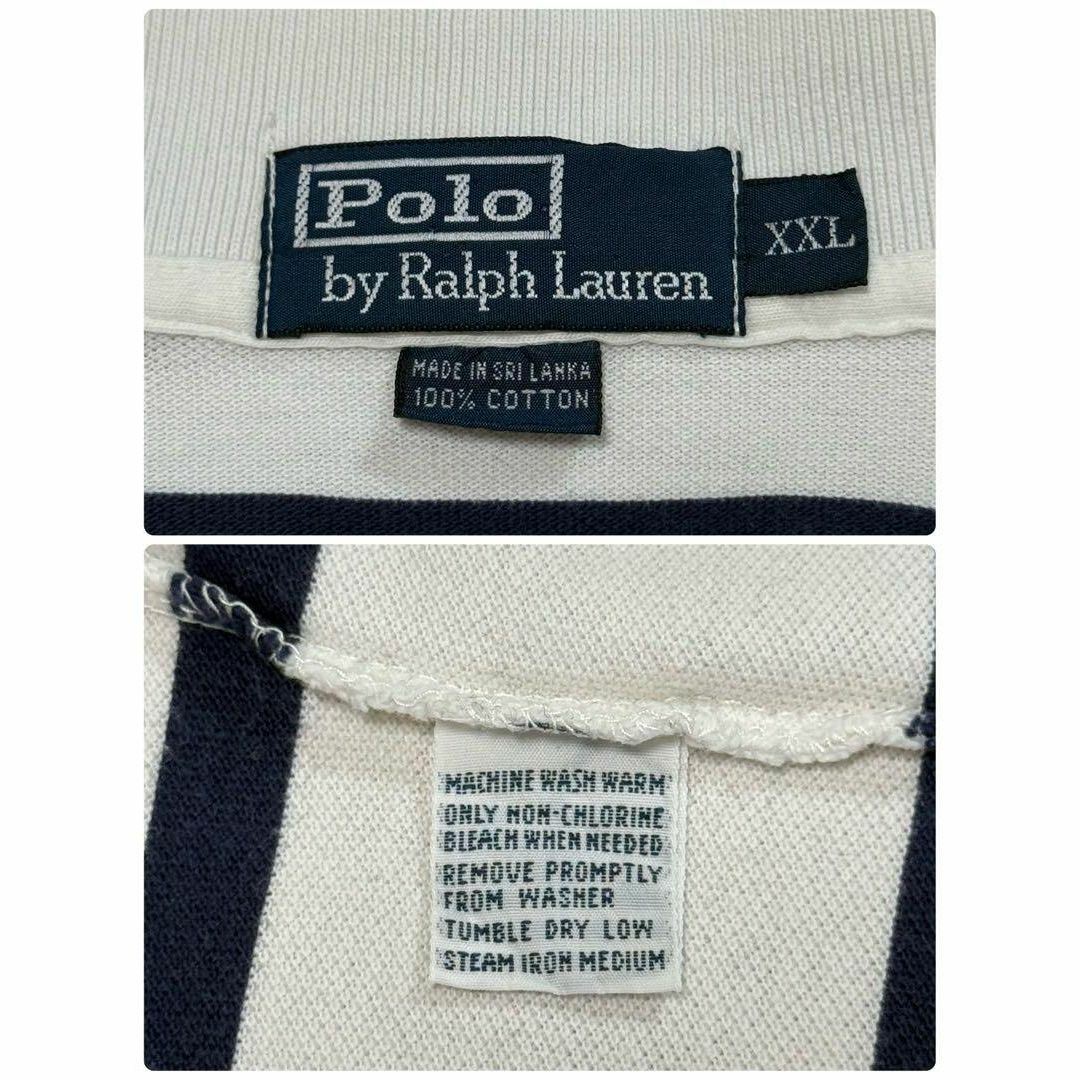 Polo
by Ralph Lauren
XXL
MADE IN SRI LANKA
100% COTTON
MACHINE WASH WARM
ONLY NON-CHLORINE
BLEACH WHEN NEEDED
REMOVE PROMPTLY
FROM WASHER
TUMBLE DRY LOW
STEAM IRON MEDIUM